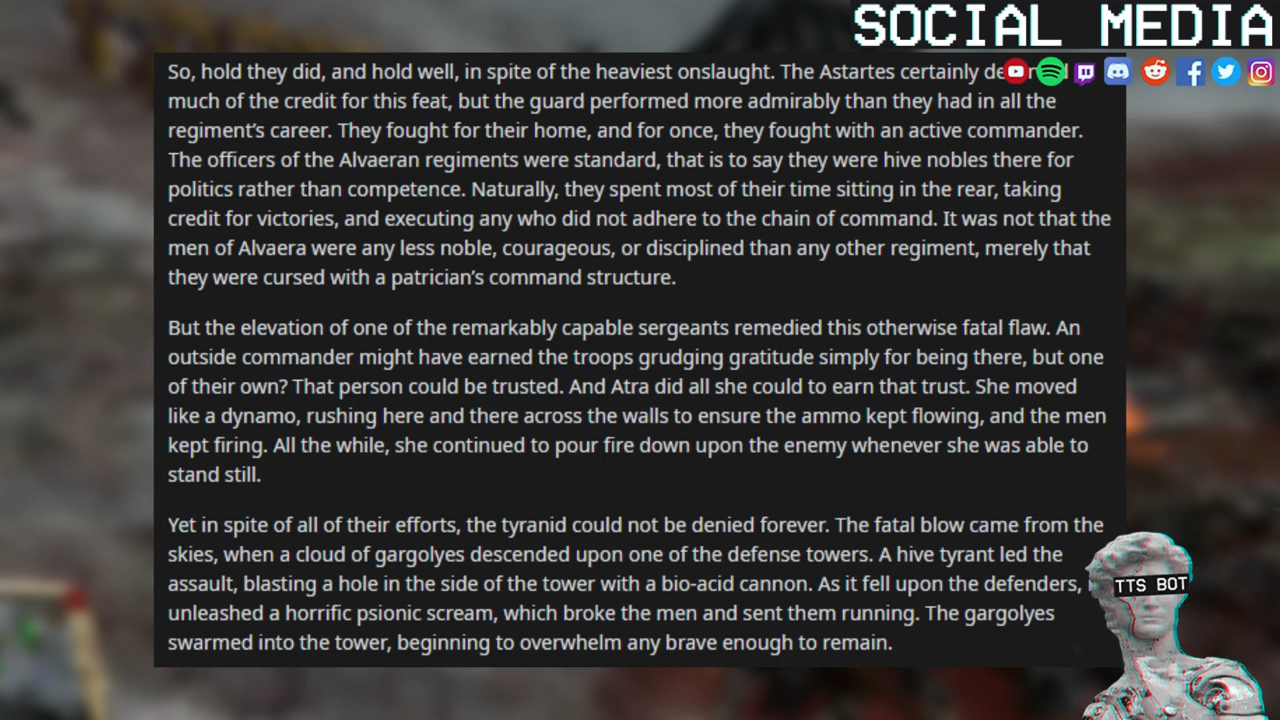 SOCIAL MEDIA
So, hold they did, and hold well, in spite of the heaviest onslaught. The Astartes certainly
much of the credit for this feat, but the guard performed more admirably than they had in all the
regiment's career. They fought for their home, and for once, they fought with an active commander.
The officers of the Alvaeran regiments were standard, that is to say they were hive nobles there for
politics rather than competence. Naturally, they spent most of their time sitting in the rear, taking
credit for victories, and executing any who did not adhere to the chain of command. It was not that the
men of Alvaera were any less noble, courageous, or disciplined than any other regiment, merely that
they were cursed with a patrician's command structure.
But the elevation of one of the remarkably capable sergeants remedied this otherwise fatal flaw. An
outside commander might have earned the troops grudging gratitude simply for being there, but one
of their own? That person could be trusted. And Atra did all she could to earn that trust. She moved
like a dynamo, rushing here and there across the walls to ensure the ammo kept flowing, and the men
kept firing. All the while, she continued to pour fire down upon the enemy whenever she was able to
stand still.
Yet in spite of all of their efforts, the tyranid could not be denied forever. The fatal blow came from the
skies, when a cloud of gargolyes descended upon one of the defense towers. A hive tyrant led the
assault, blasting a hole in the side of the tower with a bio-acid cannon. As it fell upon the defenders,
unleashed a horrific psionic scream, which broke the men and sent them running. The gargolyes
swarmed into the tower, beginning to overwhelm any brave enough to remain.
TTS BOT